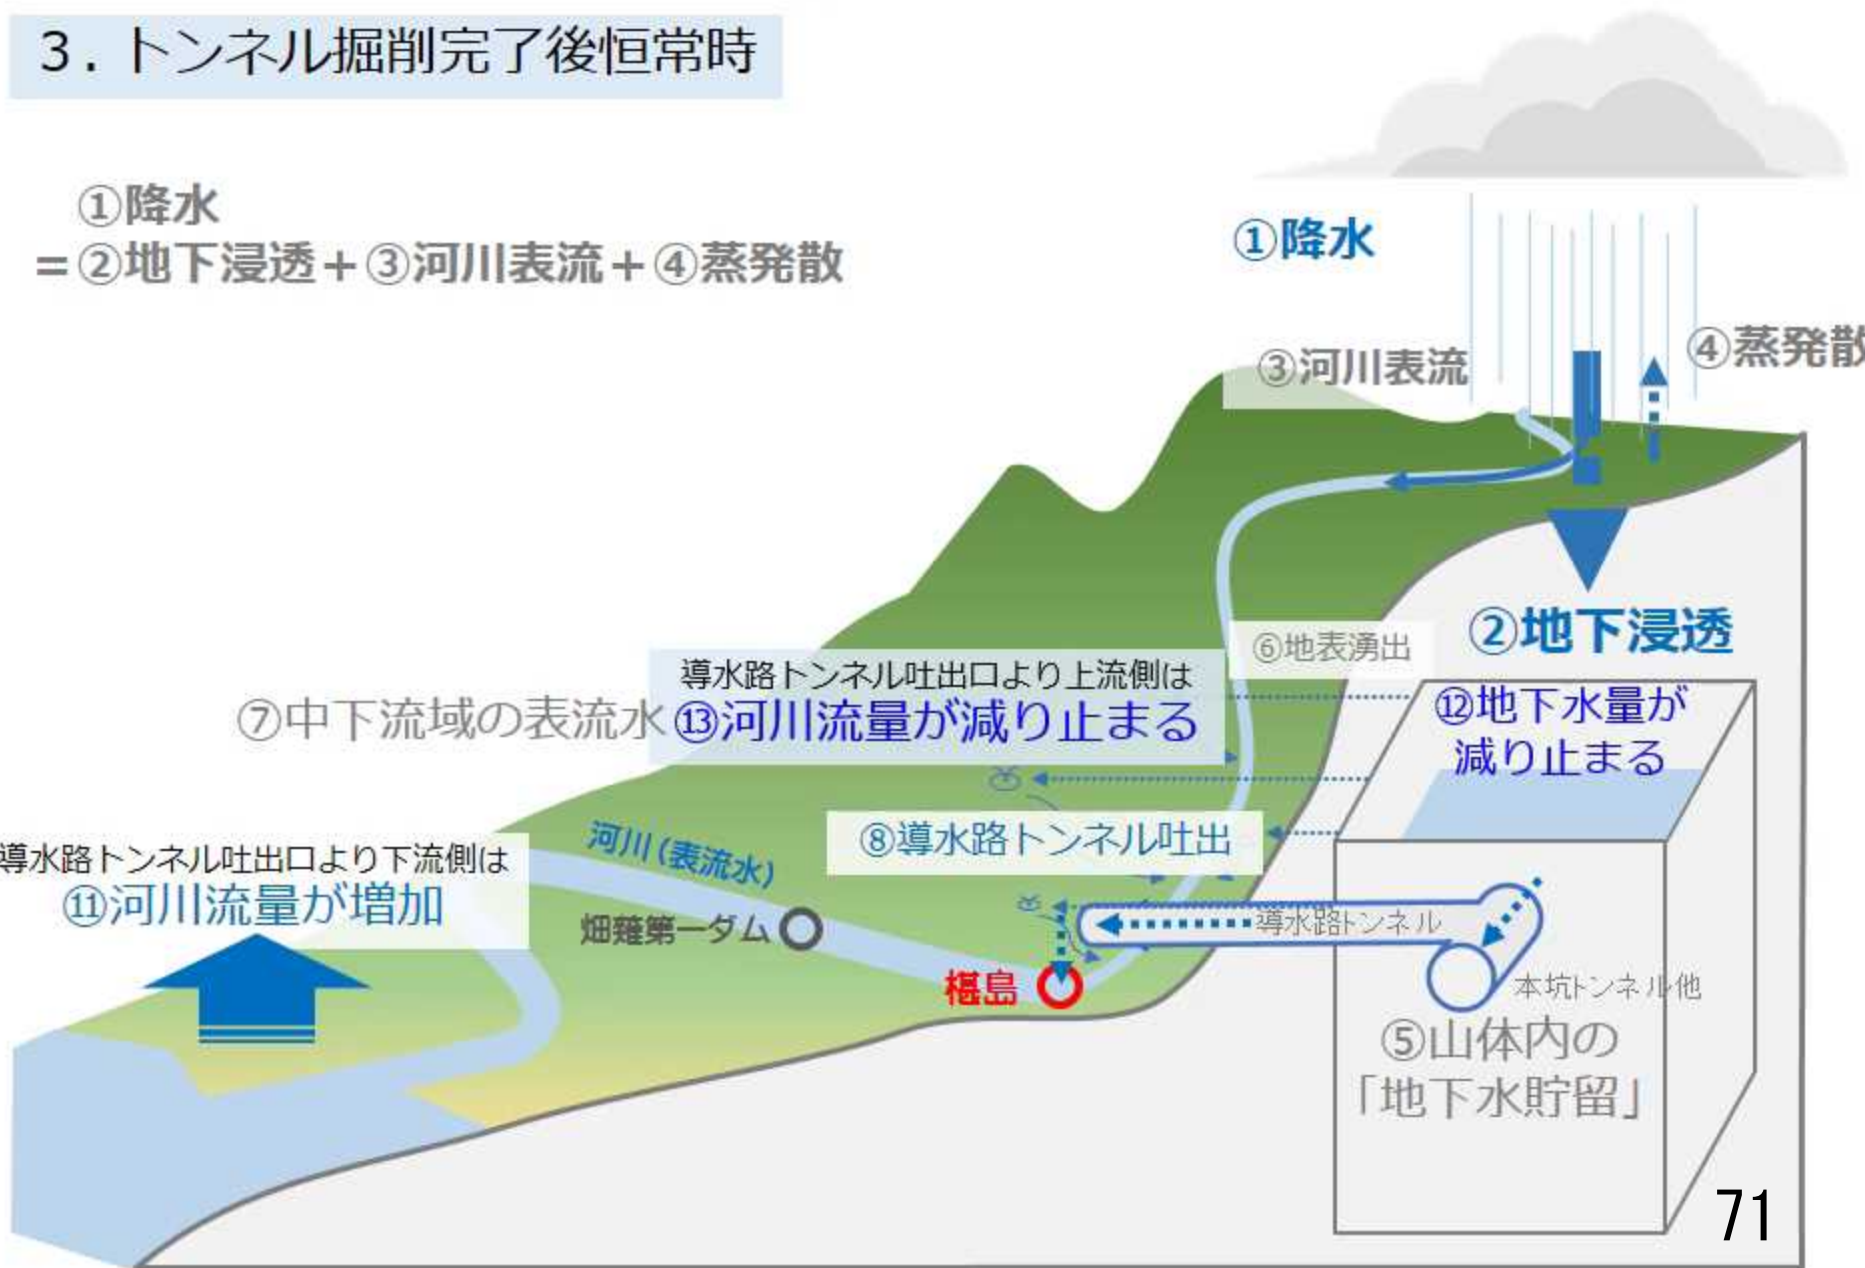 3．トンネル掘削完了後恒常時
①降水
＝②地下浸透＋③河川表流＋④蒸発散
①降水
③河川表流
④蒸発散
②地下浸透
⑥地表湧出
導水路トンネル吐出口より上流側は
⑦中下流域の表流水
⑬河川流量が減り止まる
⑫地下水量が
減り止まる
⑧導水路トンネル吐出
河川（表流水）
導水路トンネル吐出口より下流側は
⑪河川流量が増加
畑薙第一ダム
導水路トンネル
椹島
本坑トンネル他
⑤山体内の
「地下水貯留」
71